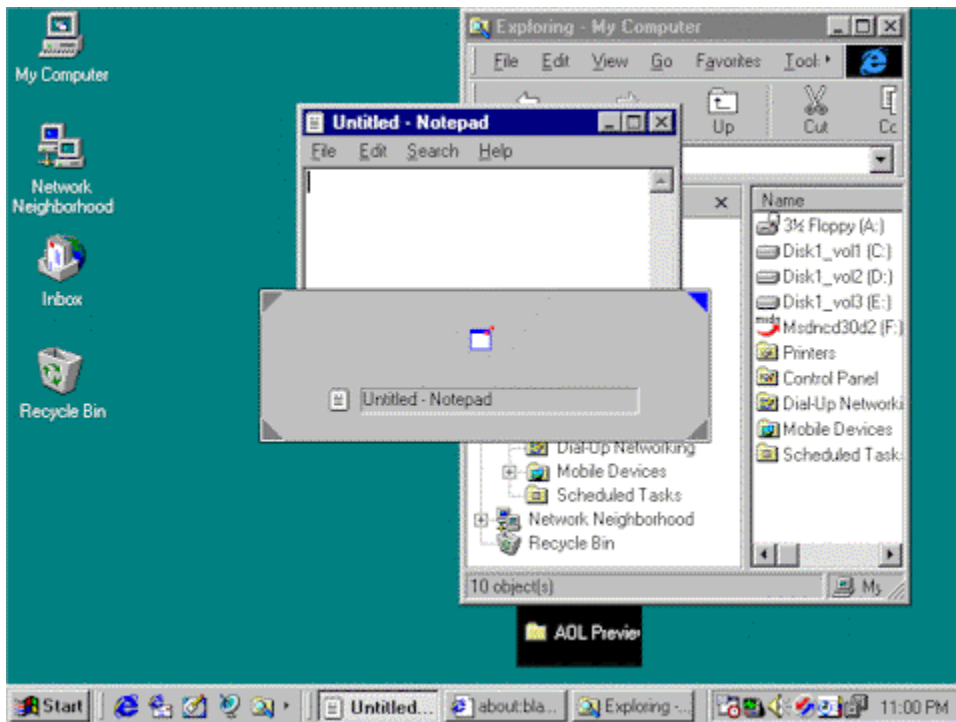 My Computer
Network
Neighborhood
Inbox
Recycle Bin
Exploring - My Computer
File Edit View Go Favorites Tool
Up Cut Cc
Name
3½ Floppy (A:)
Disk1_vol1 (C:)
Disk1_vol2 (D:)
Disk1_vol3 (E:)
Msdncd30d2 (F:)
Printers
Control Panel
Dial-Up Networki
Mobile Devices
Scheduled Task
Untitled - Notepad
File Edit Search Help
Untitled - Notepad
Dial-Up Networking
Mobile Devices
Scheduled Tasks
Network Neighborhood
Recycle Bin
10 object(s) My
AOL Preview
Start Untitled... about:bla... Exploring -... 11:00 PM